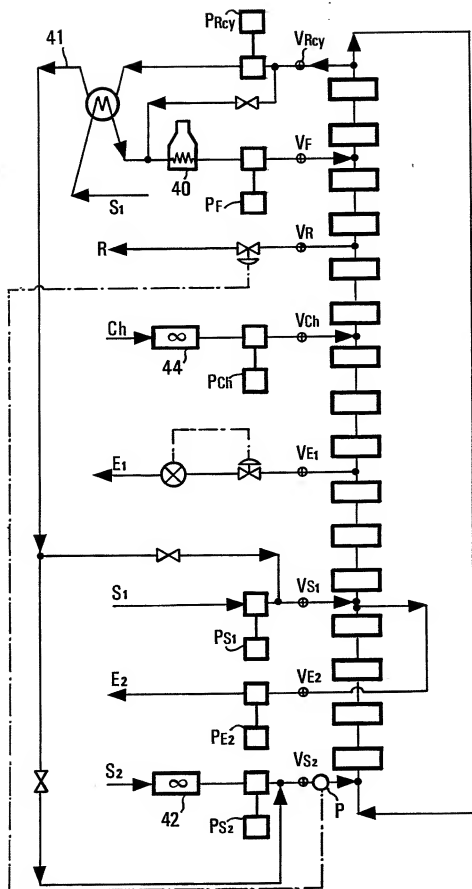 PRcy
41
VRcy
VF
40
S1
PF
VR
R
Ch
VCh
44
PCh
E1
VE1
S1
VS1
PS1
E2
VE2
PE2
S2
VS2
42
P
PS2